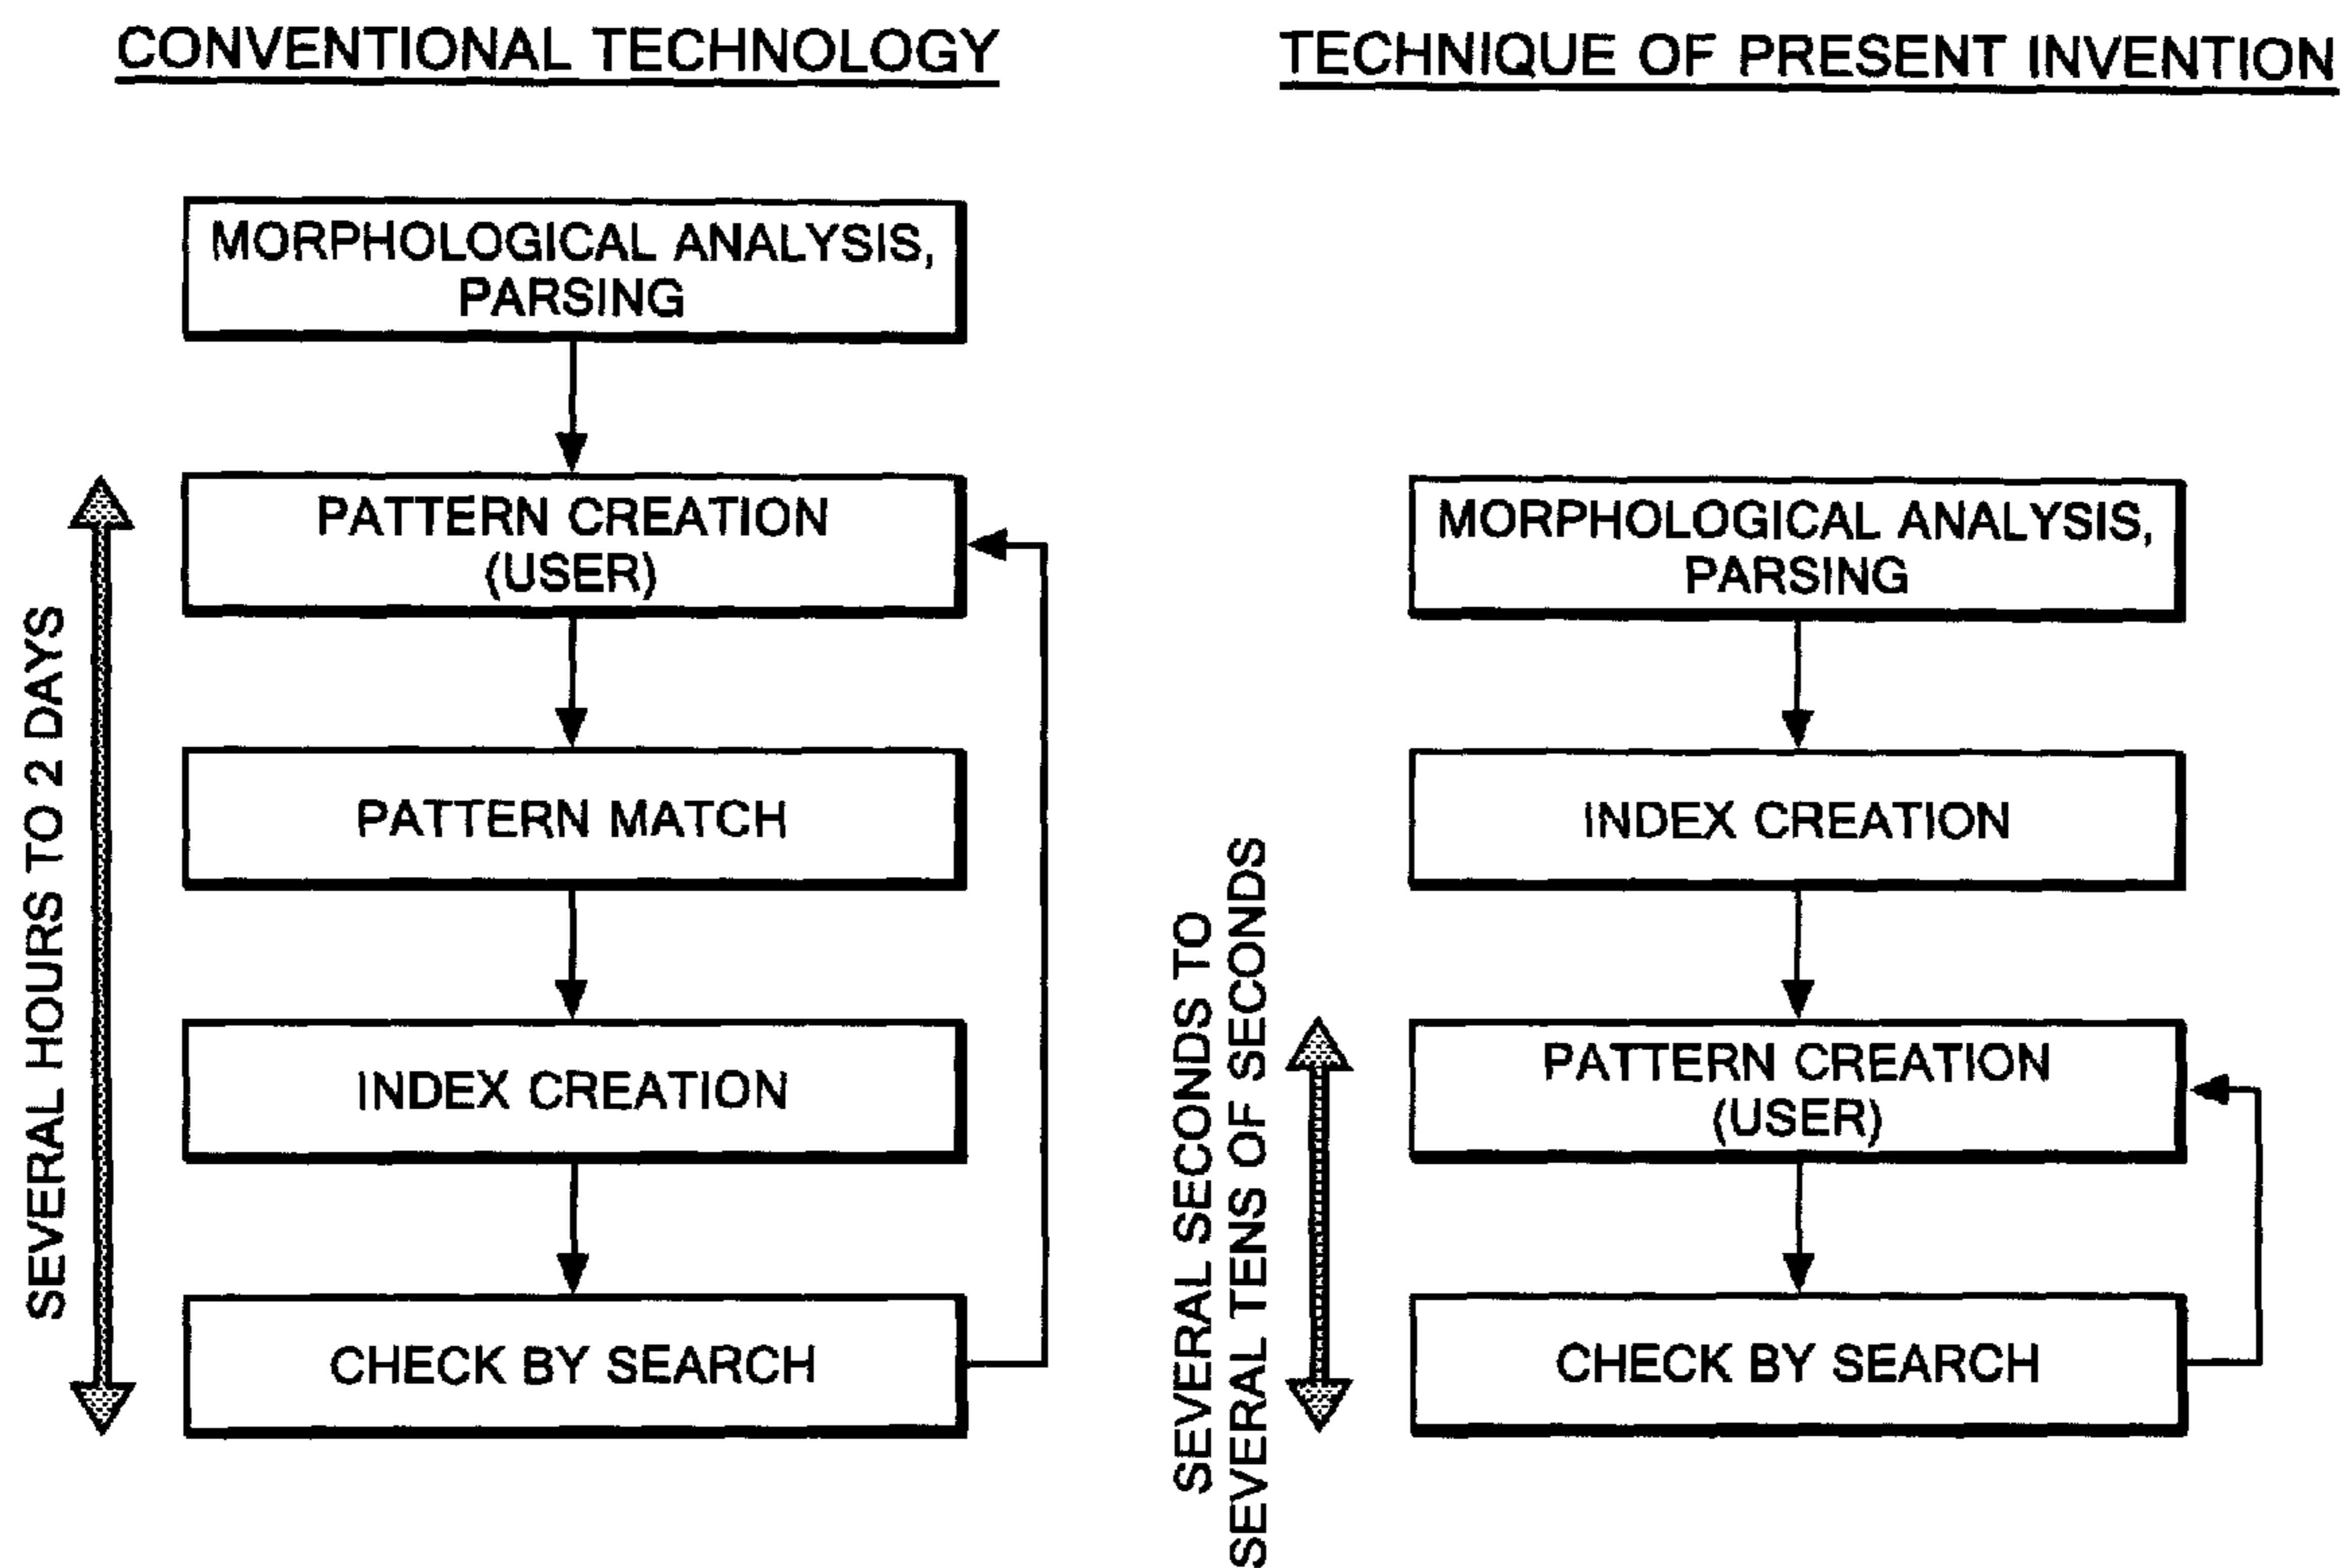 CONVENTIONAL TECHNOLOGY
MORPHOLOGICAL ANALYSIS,
PARSING
PATTERN CREATION
(USER)
PATTERN MATCH
INDEX CREATION
CHECK BY SEARCH
SEVERAL HOURS TO 2 DAYS
TECHNIQUE OF PRESENT INVENTION
MORPHOLOGICAL ANALYSIS,
PARSING
INDEX CREATION
PATTERN CREATION
(USER)
CHECK BY SEARCH
SEVERAL SECONDS TO
SEVERAL TENS OF SECONDS